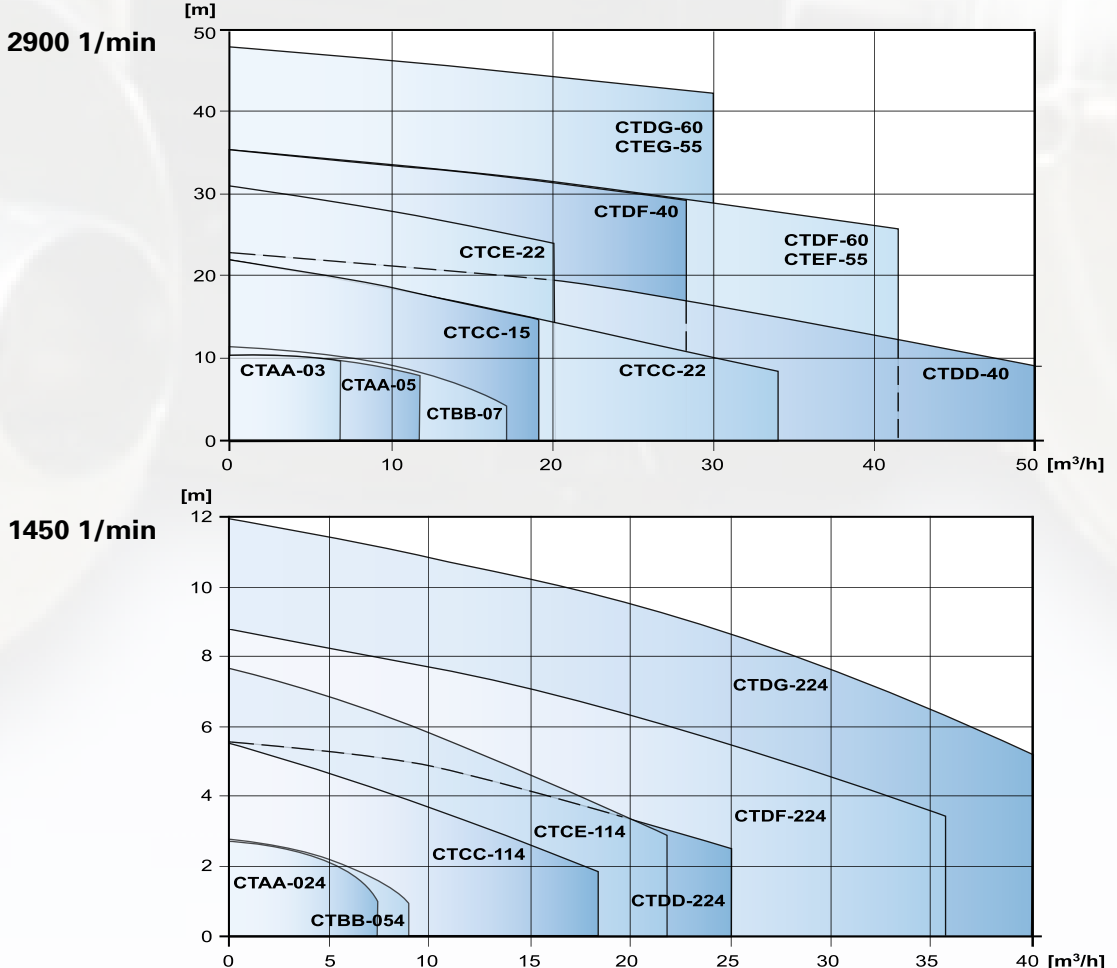 [m]
2900 1/min
50
40
30
20
10
0
CTDG-60
CTEG-55
CTDF-40
CTDF-60
CTEF-55
CTCE-22
CTCC-15
CTCC-22
CTDD-40
CTAA-03
CTAA-05
CTBB-07
0 10 20 30 40 50 [m³/h]
[m]
1450 1/min
12
10
8
6
4
2
0
CTDG-224
CTDF-224
CTCE-114
CTCC-114
CTDD-224
CTAA-024
CTBB-054
0 5 10 15 20 25 30 35 40 [m³/h]